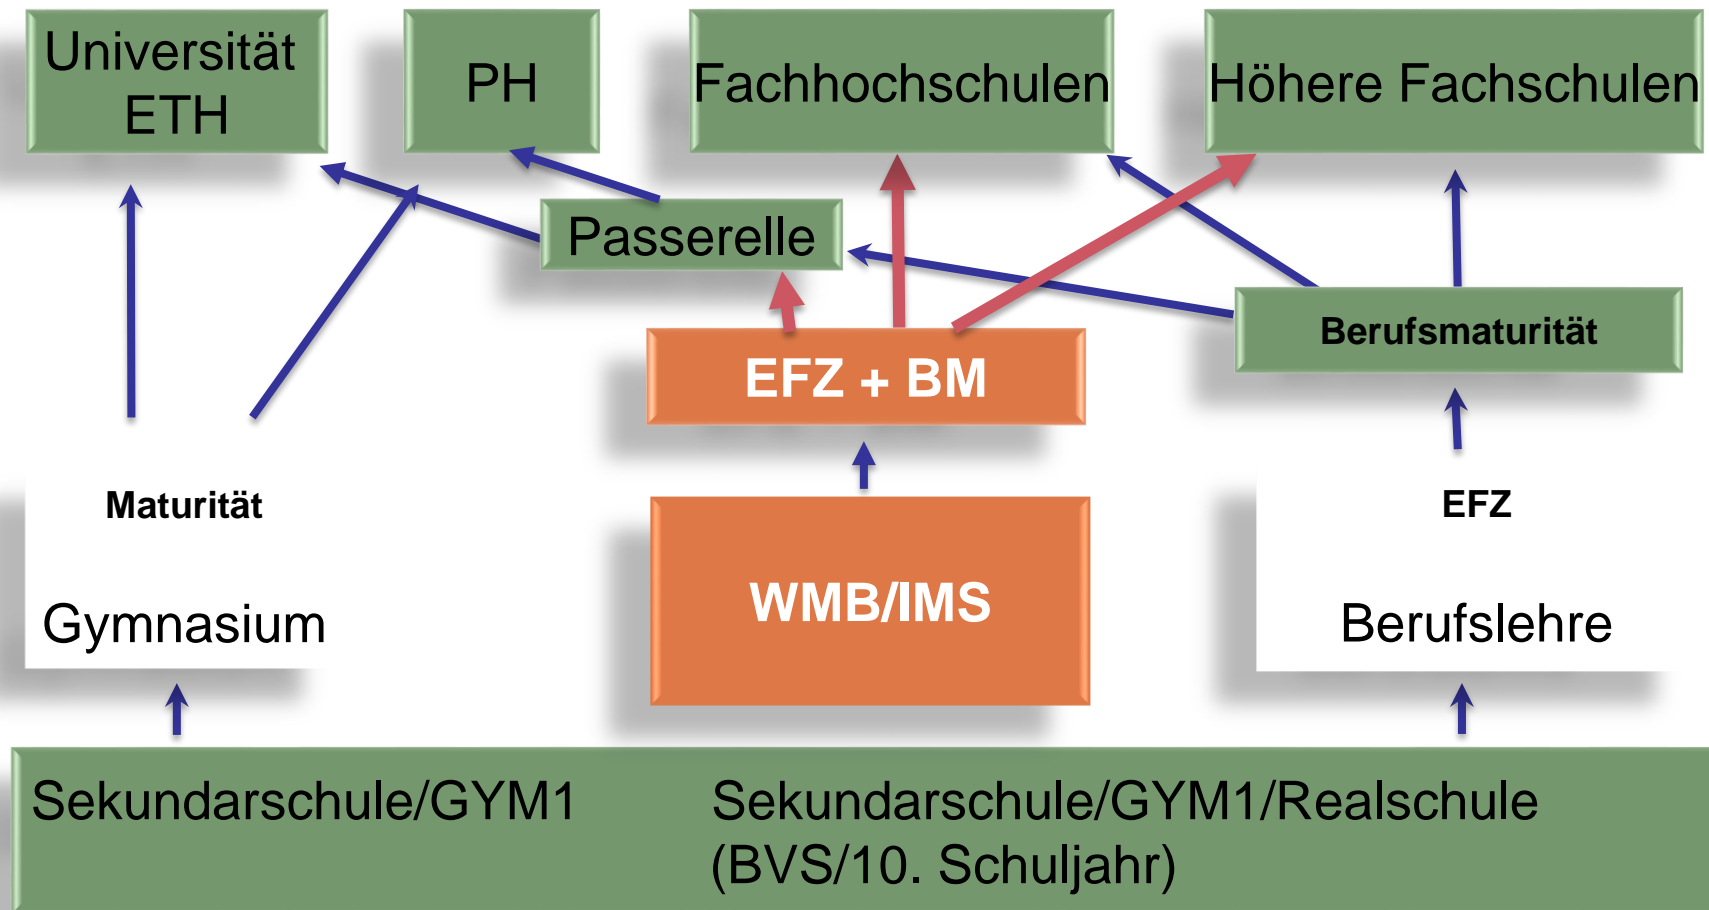 Universität
ETH
PH
Fachhochschulen
Höhere Fachschulen
Passerelle
Berufsmaturität
EFZ + BM
Maturität
EFZ
WMB/IMS
Gymnasium
Berufslehre
Sekundarschule/GYM1
Sekundarschule/GYM1/Realschule
(BVS/10. Schuljahr)